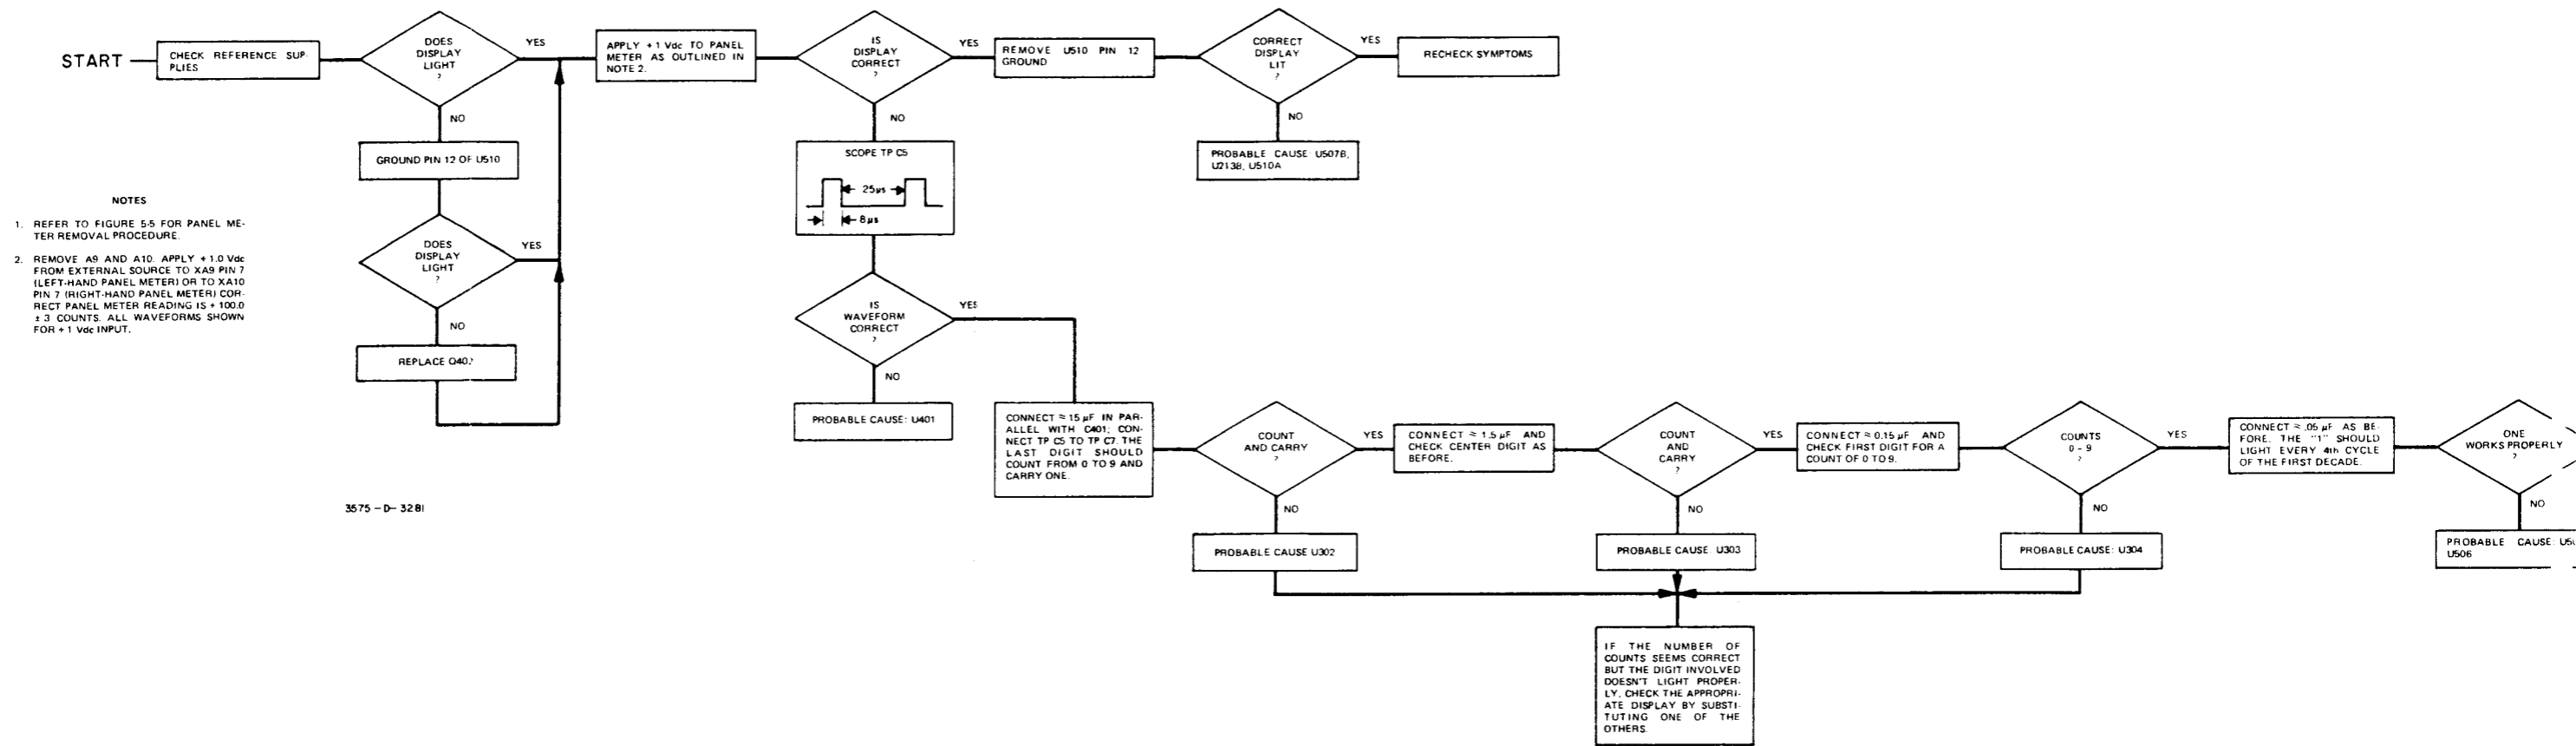 START
CHECK REFERENCE SUP-
PLIES
DOES
DISPLAY
LIGHT
?
YES
NO
GROUND PIN 12 OF U510
DOES
DISPLAY
LIGHT
?
YES
NO
REPLACE
APPLY +1 Vdc TO PANEL
METER AS OUTLINED IN
NOTE 2.
IS
DISPLAY
CORRECT
?
YES
NO
REMOVE U510 PIN 12
GROUND
CORRECT
DISPLAY
LIT
?
YES
NO
RECHECK SYMPTOMS
PROBABLE CAUSE U507B,
U213B, U510A
SCOPE TP C5
25µs
8µs
IS
WAVEFORM
CORRECT
?
YES
NO
PROBABLE CAUSE: U401
CONNECT ≈ 15 µF IN PAR-
ALLEL WITH C401; CON-
NECT TP C5 TO TP C7. THE
LAST DIGIT SHOULD
COUNT FROM 0 TO 9 AND
CARRY ONE.
COUNT
AND CARRY
?
YES
NO
PROBABLE CAUSE U302
CONNECT ≈ 1.5 µF AND
CHECK CENTER DIGIT AS
BEFORE.
COUNT
AND
CARRY
?
YES
NO
PROBABLE CAUSE. U303
CONNECT ≈ 0.15 µF AND
CHECK FIRST DIGIT FOR A
COUNT OF 0 TO 9.
COUNTS
0 - 9
?
YES
NO
PROBABLE CAUSE: U304
CONNECT ≈ .05 µF AS BE-
FORE. THE "1" SHOULD
LIGHT EVERY 4th CYCLE
OF THE FIRST DECADE.
ONE
WORKS PROPERLY
?
NO
PROBABLE CAUSE:
U506
IF THE NUMBER OF
COUNTS SEEMS CORRECT
BUT THE DIGIT INVOLVED
DOESN'T LIGHT PROPER-
LY, CHECK THE APPROPRI-
ATE DISPLAY BY SUBSTI-
TUTING ONE OF THE
OTHERS.
NOTES
1. REFER TO FIGURE 5-5 FOR PANEL ME-
TER REMOVAL PROCEDURE.
2. REMOVE A9 AND A10. APPLY +1.0 Vdc
FROM EXTERNAL SOURCE TO XA9 PIN 7
(LEFT-HAND PANEL METER) OR TO XA10
PIN 7 (RIGHT-HAND PANEL METER) COR-
RECT PANEL METER READING IS + 100.0
± 3 COUNTS. ALL WAVEFORMS SHOWN
FOR + 1 Vdc INPUT.
3575 - D - 3281